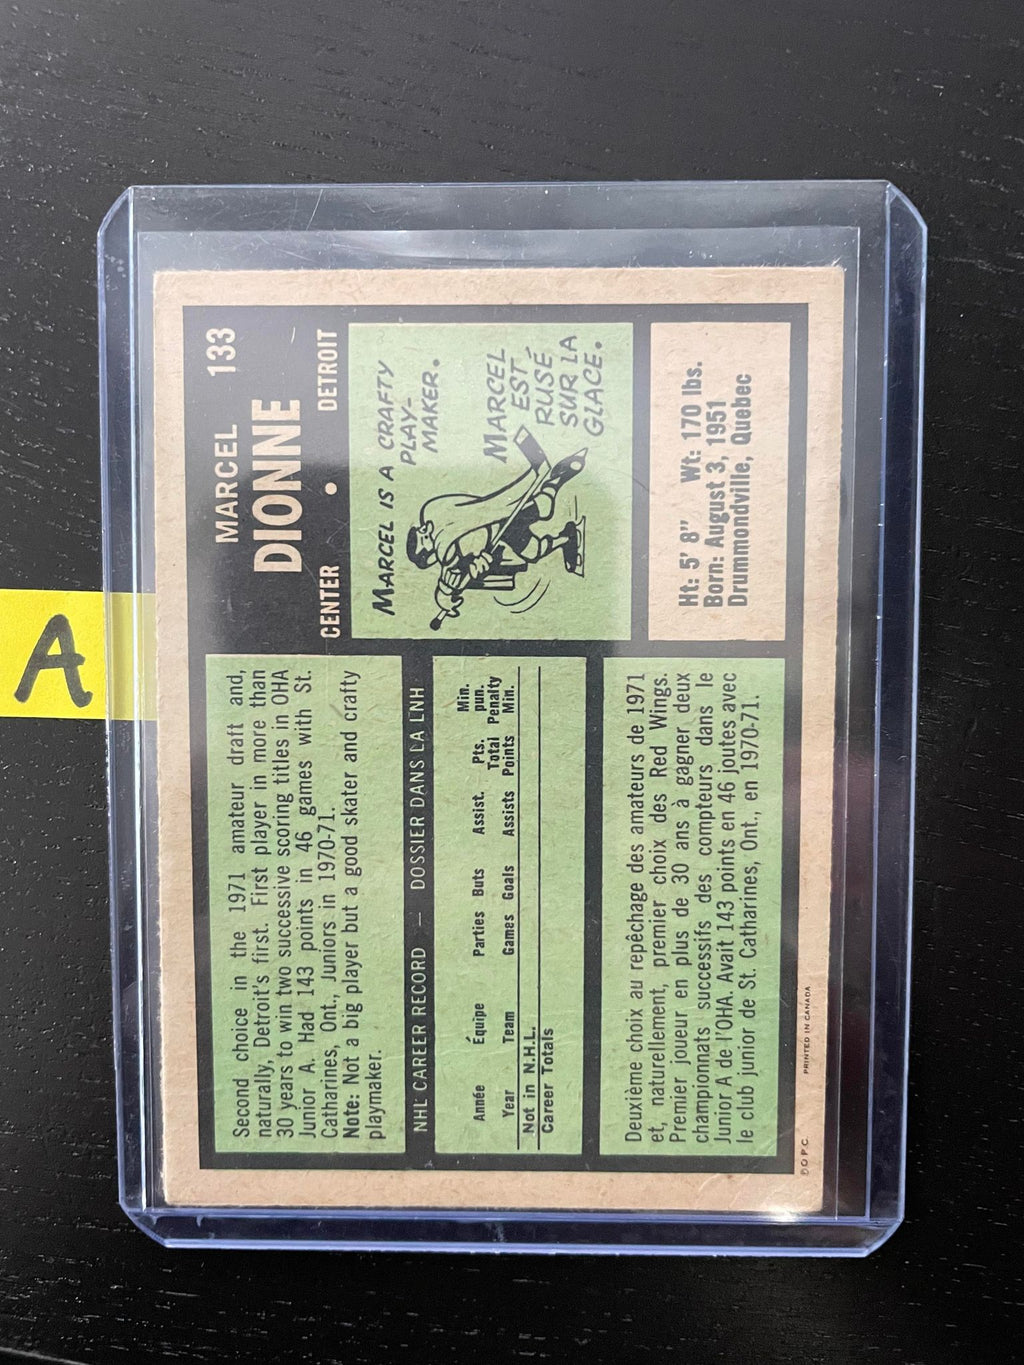 A
MARCEL 133
DIONNE
CENTER • DETROIT
MARCEL IS A CRAFTY
PLAY-
MAKER.
MARCEL
EST
RUSÉ
SUR LA
GLACE.
Ht: 5' 8" Wt: 170 lbs.
Born: August 3, 1951
Drummondville, Quebec
Second choice in the 1971 amateur draft and,
naturally, Detroit's first. First player in more than
30 years to win two successive scoring titles in OHA
Junior A. Had 143 points in 46 games with St.
Catharines, Ont., Juniors in 1970-71.
Note: Not a big player but a good skater and crafty
playmaker.
NHL CAREER RECORD — DOSSIER DANS LA LNH
Année Équipe Parties Buts Assist. Pts. Min. pun.
Year Team Games Goals Assists Total Points Penalty Min.
Not in N.H.L.
Career Totals
Deuxième choix au repêchage des amateurs de 1971
et, naturellement, premier choix des Red Wings.
Premier joueur en plus de 30 ans à gagner deux
championnats successifs des compteurs dans le
Junior A de l'OHA. Avait 143 points en 46 joutes avec
le club junior de St. Catharines, Ont., en 1970-71.
© O.P.C. PRINTED IN CANADA